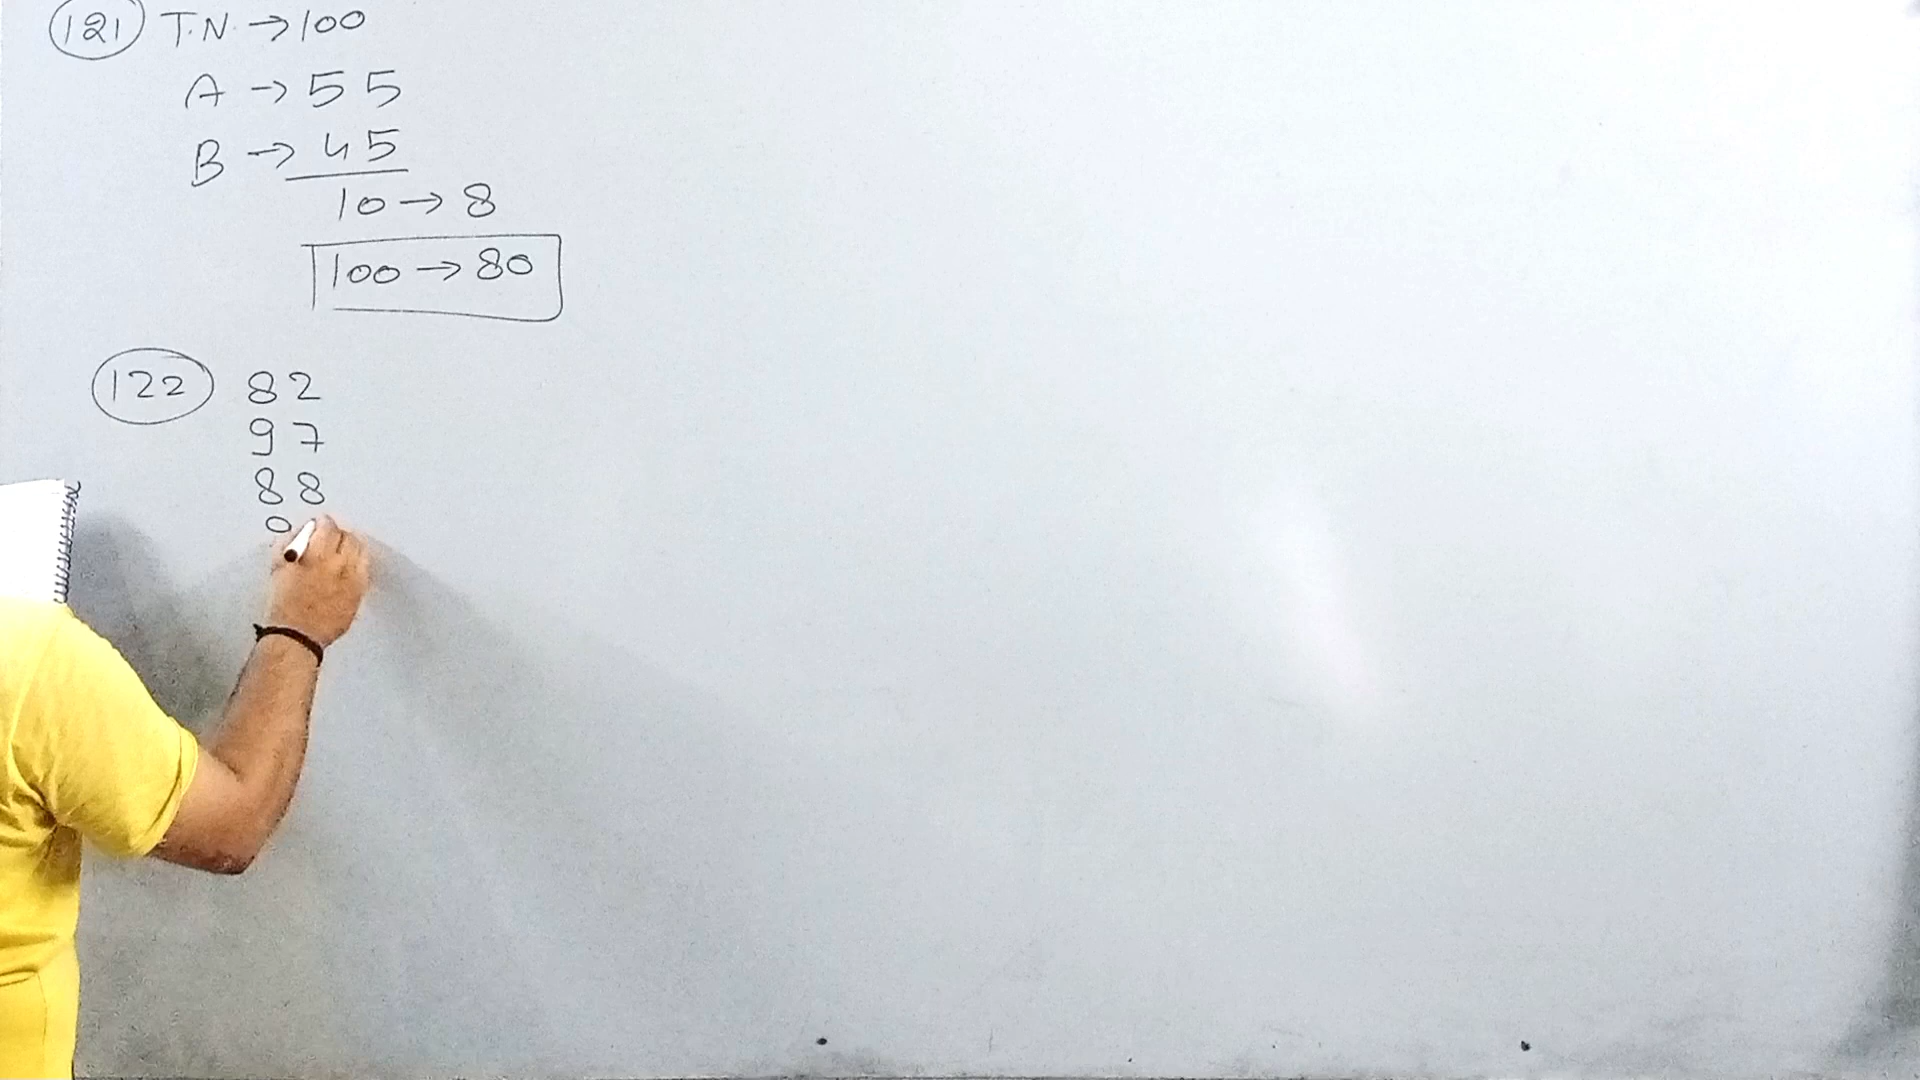 (121) T.N. → 100
A → 55
B → 45
10 → 8
100 → 80
(122) 82
97
88